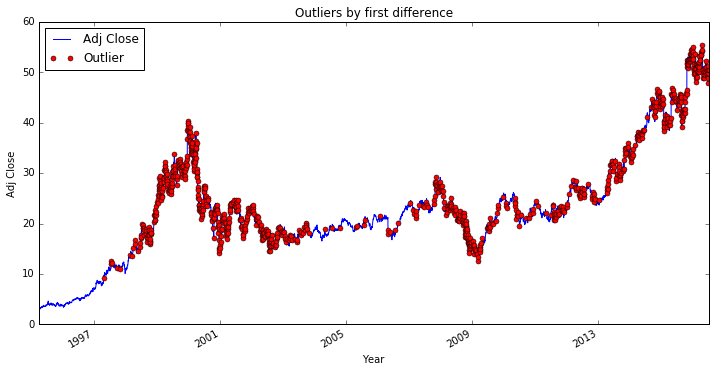 Outliers by first difference
60
Adj Close
Outlier
50
40
30
20
10
0
Adj Close
1997
2001
2005
2009
2013
Year